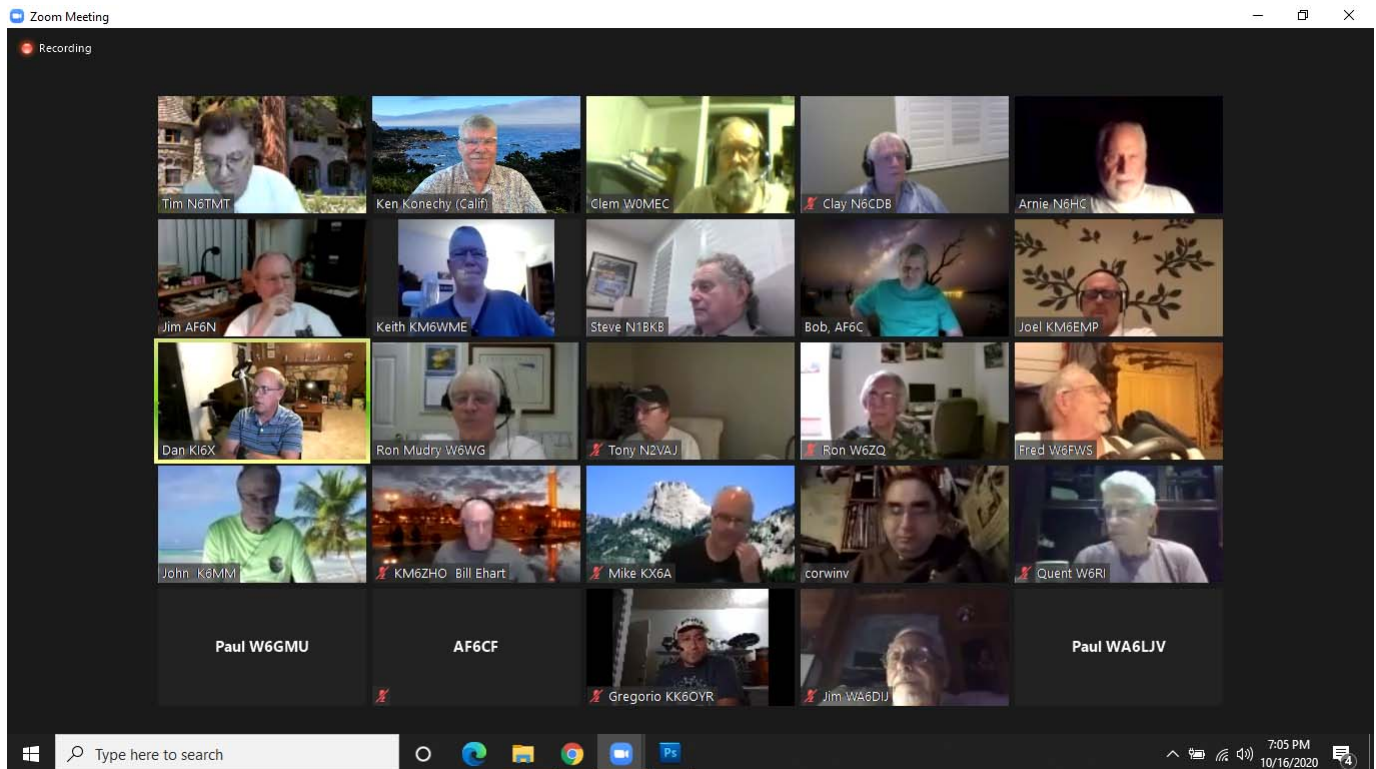 Zoom Meeting
Recording
Tim N6TMT
Ken Konechy (Calif)
Clem W0MEC
Clay N6CDB
Arnie N6HC
Jim AF6N
Keith KM6WME
Steve N1BKB
Bob, AF6C
Joel KM6EMP
Dan KI6X
Ron Mudry W6WG
Tony N2VAJ
Ron W6ZQ
Fred W6FWS
John K6MM
KM6ZHO Bill Ehart
Mike KX6A
corwinv
Quent W6RI
Paul W6GMU
AF6CF
Gregorio KK6OYR
Jim WA6DIJ
Paul WA6LJV
Type here to search
Ps
7:05 PM
10/16/2020
4